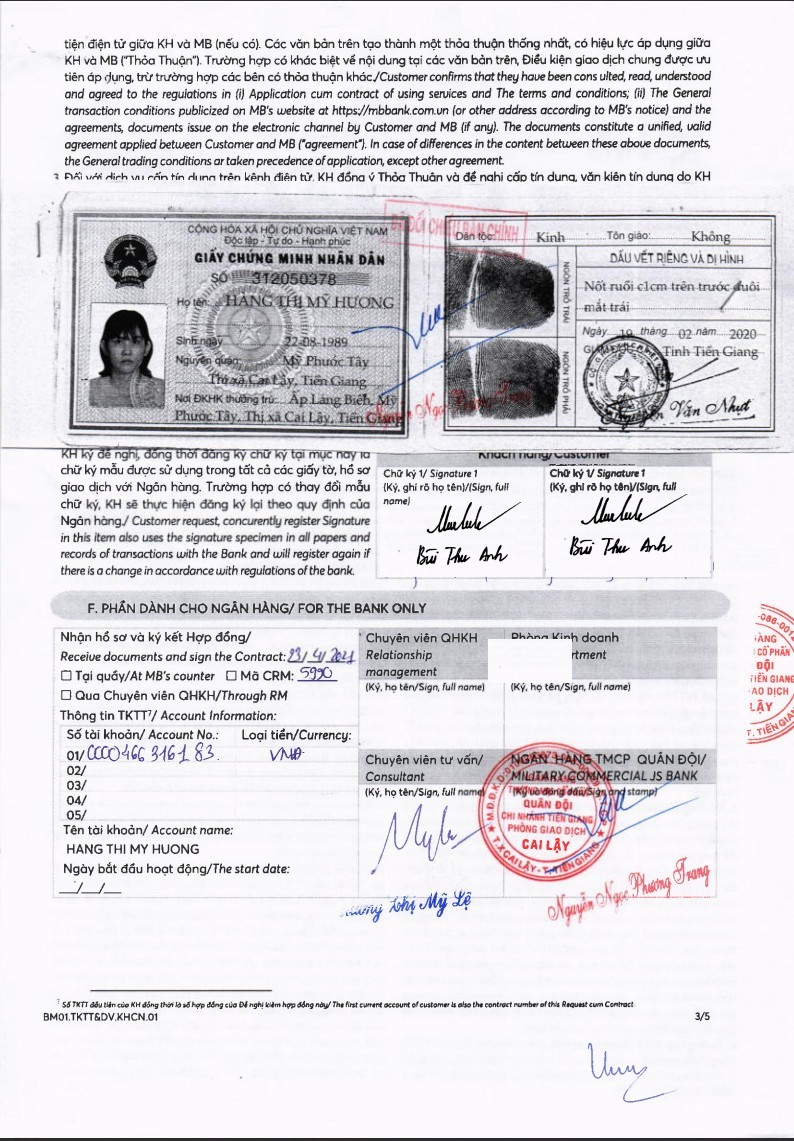 tiện điện tử giữa KH và MB (nếu có). Các văn bản trên tạo thành một thỏa thuận thống nhất, có hiệu lực áp dụng giữa
KH và MB ("Thỏa Thuận"). Trường hợp có khác biệt về nội dung tại các văn bản trên, Điều kiện giao dịch chung được ưu
tiên áp dụng, trừ trường hợp các bên có thỏa thuận khác./Customer confirms that they have been cons ulted, read, understood
and agreed to the regulations in (i) Application cum contract of using services and The terms and conditions; (ii) The General
transaction conditions publicized on MB's website at https://mbbank.com.vn (or other address according to MB's notice) and the
agreements, documents issue on the electronic channel by Customer and MB (if any). The documents constitute a unified, valid
agreement applied between Customer and MB ("agreement"). In case of differences in the content between these above documents,
the General trading conditions ar taken precedence of application, except other agreement.
3 Đối với dịch vụ cấp tín dụng trên kênh điện tử, KH đồng ý Thỏa Thuận và đề nghị cấp tín dụng, văn kiện tín dụng do KH
CỘNG HÒA XÃ HỘI CHỦ NGHĨA VIỆT NAM
Độc lập - Tự do - Hạnh phúc
GIẤY CHỨNG MINH NHÂN DÂN
SỐ 312050378
Họ tên: HANG THỊ MỸ HƯƠNG
Sinh ngày 22-08-1989
Nguyên quán: Mỹ Phước Tây
Thị xã Cai Lậy, Tiền Giang
Nơi ĐKHK thường trú: Ấp Láng Biển, Mỹ
Phước Tây, Thị xã Cai Lậy, Tiền Giang
ĐÃ ĐỐI CHIẾU BẢN CHÍNH
Dân tộc: Kinh Tôn giáo: Không
DẤU VẾT RIÊNG VÀ DỊ HÌNH
Nốt ruồi c1cm trên trước đuôi
mắt trái
NGÓN TRỎ TRÁI
NGÓN TRỎ PHẢI
Ngày 19 tháng 02 năm 2020
Tỉnh Tiền Giang
Nguyễn Văn Nhựt
Nguyễn Ngọc Phương Trang
KH ký đề nghị, đồng thời đăng ký chữ ký tại mục này là
chữ ký mẫu được sử dụng trong tất cả các giấy tờ, hồ sơ
giao dịch với Ngân hàng. Trường hợp có thay đổi mẫu
chữ ký, KH sẽ thực hiện đăng ký lại theo quy định của
Ngân hàng./ Customer request, concurently register Signature
in this item also uses the signature specimen in all papers and
records of transactions with the Bank and will register again if
there is a change in accordance with regulations of the bank.
Khách hàng/Customer
Chữ ký 1/ Signature 1
(Ký, ghi rõ họ tên)/(Sign, full
name)
Bùi Thu Anh
Chữ ký 1/ Signature 1
(Ký, ghi rõ họ tên)/(Sign, full
Bùi Thu Anh
F. PHẦN DÀNH CHO NGÂN HÀNG/ FOR THE BANK ONLY
Nhận hồ sơ và ký kết Hợp đồng/
Receive documents and sign the Contract: 23/4/2021
☐ Tại quầy/At MB's counter ☐ Mã CRM: 5990
☐ Qua Chuyên viên QHKH/Through RM
Thông tin TKTT⁷/ Account Information:
Số tài khoản/ Account No.: Loại tiền/Currency:
01/ 0000466316183. VNĐ
02/
03/
04/
05/
Tên tài khoản/ Account name:
HANG THI MY HUONG
Ngày bắt đầu hoạt động/The start date:
__/__/__
Chuyên viên QHKH
Relationship
management
(Ký, họ tên/Sign, full name)
Phòng Kinh doanh
rtment
(Ký, họ tên/Sign, full name)
Chuyên viên tư vấn/
Consultant
(Ký, họ tên/Sign, full name)
NGÂN HÀNG TMCP QUÂN ĐỘI/
MILITARY COMMERCIAL JS BANK
(Ký và đóng dấu/Sign and stamp)
QUÂN ĐỘI
CHI NHÁNH TIỀN GIANG
PHÒNG GIAO DỊCH
CAI LẬY
T.X CAI LẬY - T. TIỀN GIANG
Thị Mỹ Lệ
Nguyễn Ngọc Phương Trang
HÀNG
CỔ PHẦN
ĐỘI
TIỀN GIANG
GIAO DỊCH
LẬY
T. TIỀN GIANG
⁷ Số TKTT đầu tiên của KH đồng thời là số hợp đồng của Đề nghị kiêm hợp đồng này/ The first current account of customer is also the contract number of this Request cum Contract.
BM01.TKTT&DV.KHCN.01
3/5